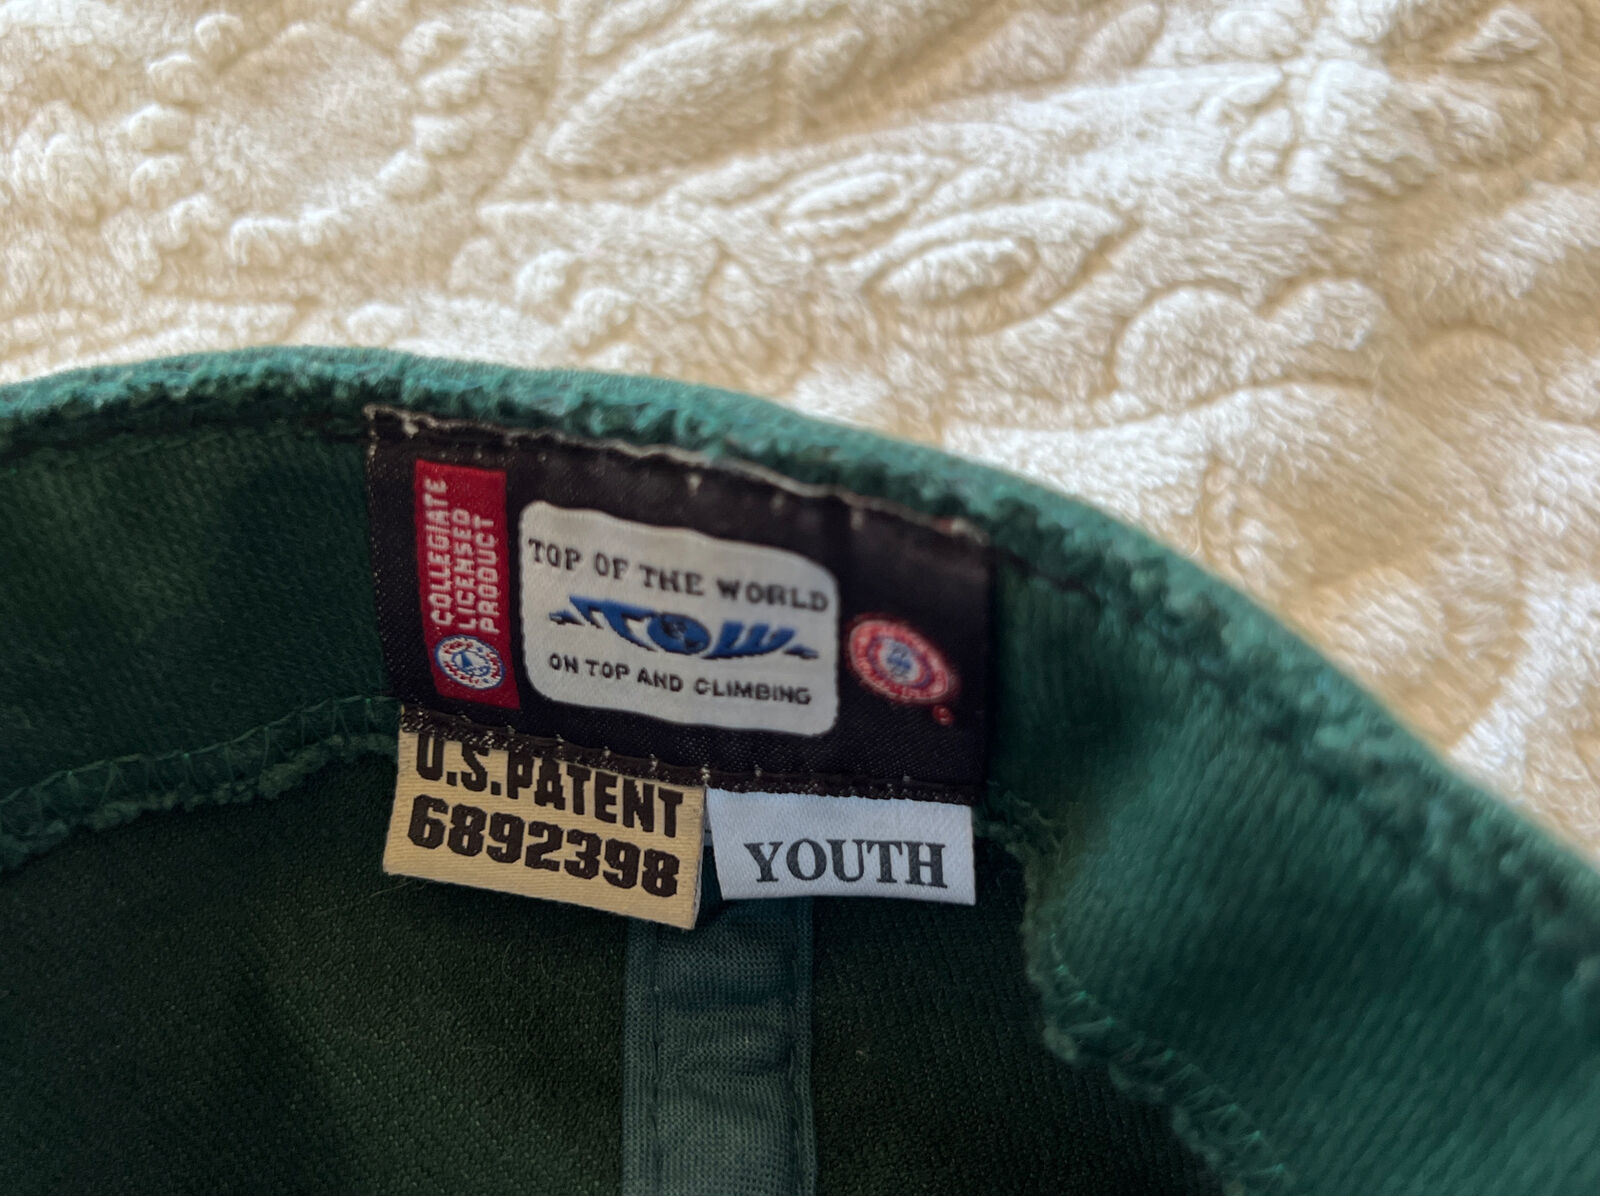 COLLEGIATE
LICENSED
PRODUCT
TOP OF THE WORLD
TOW
ON TOP AND CLIMBING
U.S. PATENT
6892398
YOUTH